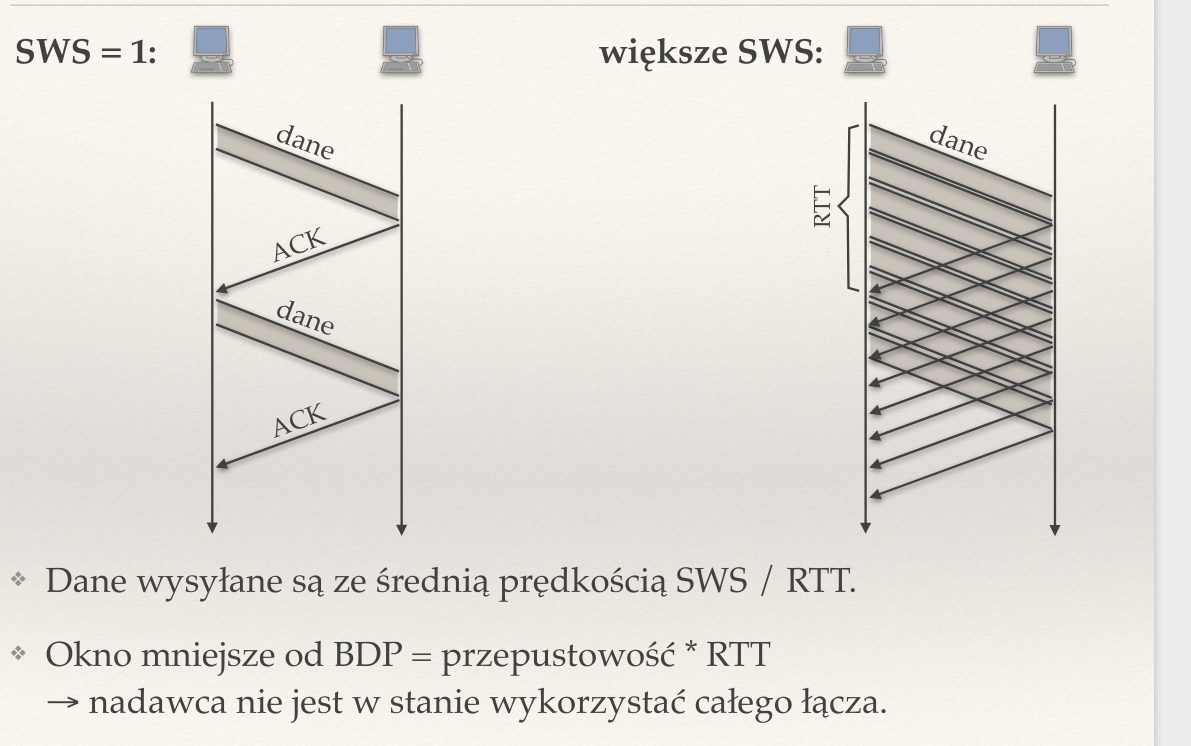 SWS = 1:
dane
ACK
dane
ACK
większe SWS:
dane
RTT
Dane wysyłane są ze średnią prędkością SWS / RTT.
Okno mniejsze od BDP = przepustowość * RTT
→ nadawca nie jest w stanie wykorzystać całego łącza.